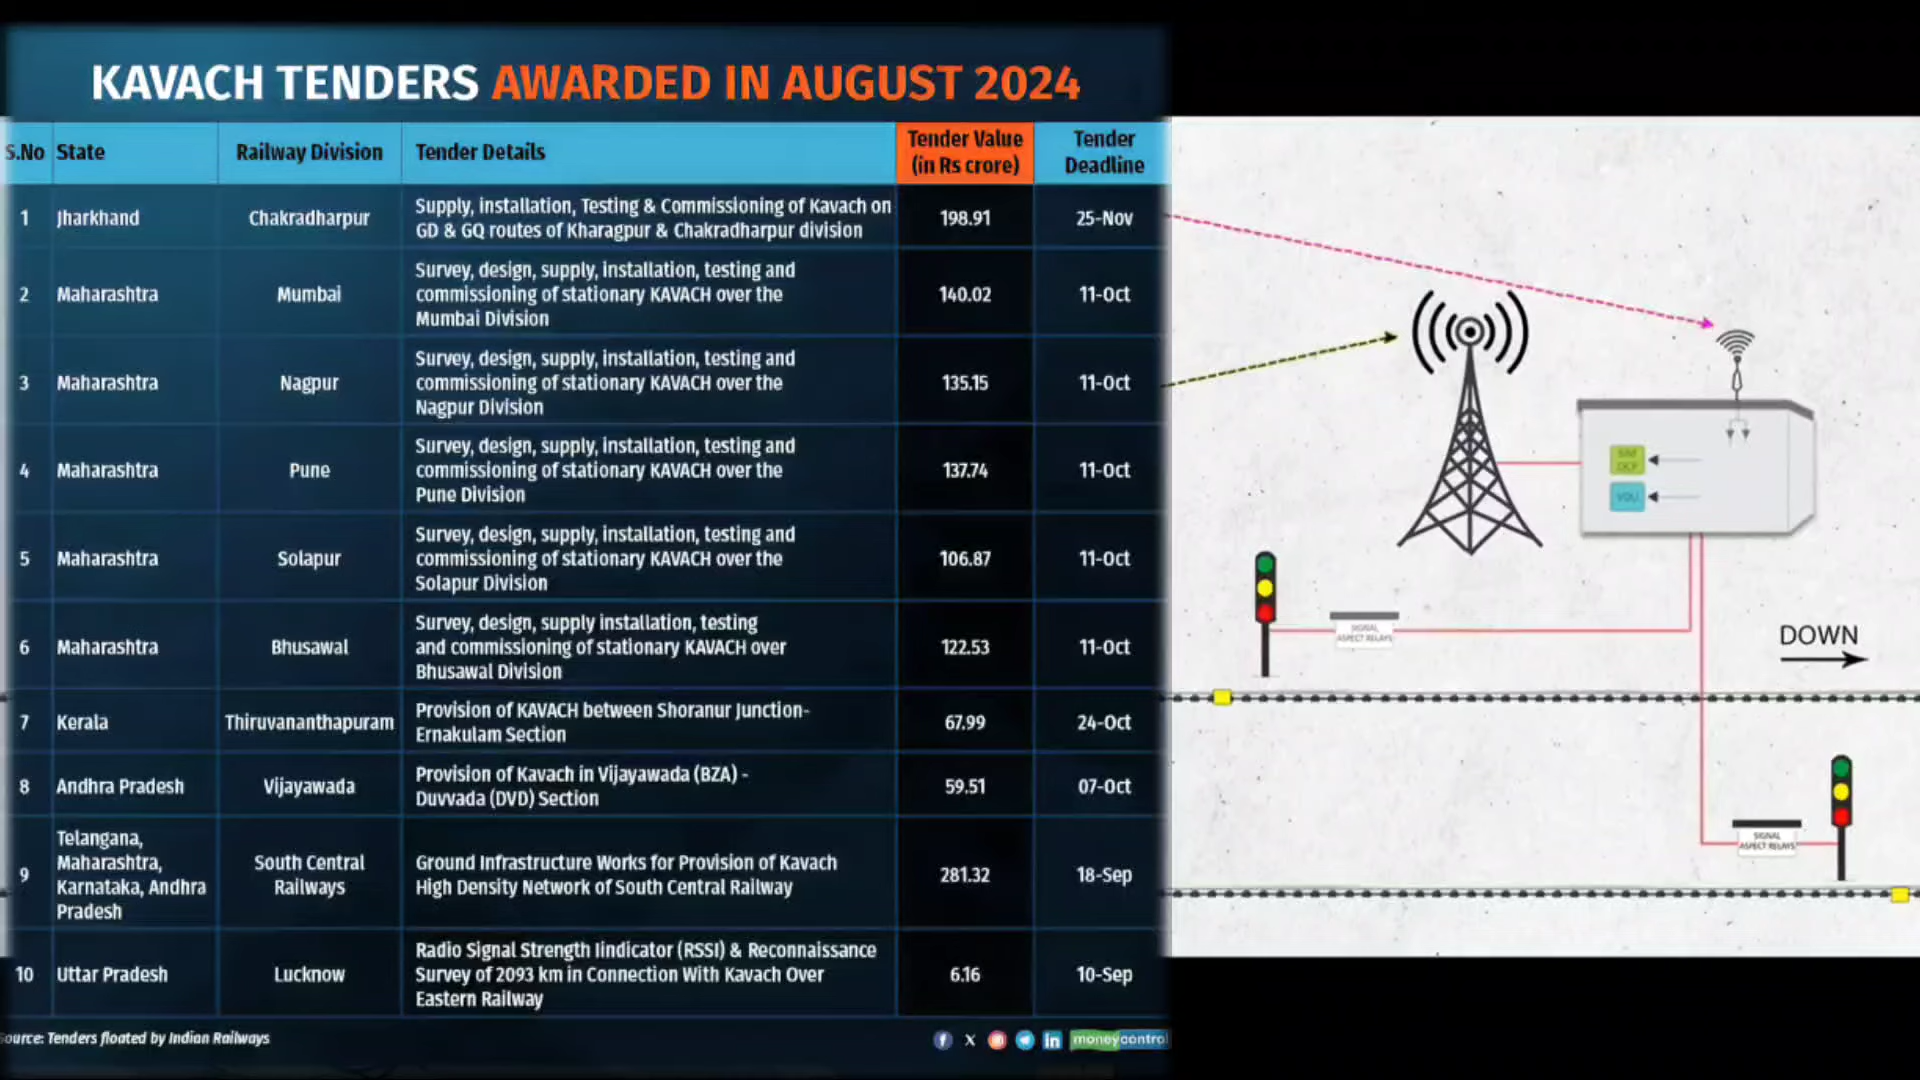 KAVACH TENDERS AWARDED IN AUGUST 2024
S.No State Railway Division Tender Details Tender Value (in Rs crore) Tender Deadline
1 Jharkhand Chakradharpur Supply, installation, Testing & Commissioning of Kavach on
GD & GQ routes of Kharagpur & Chakradharpur division 198.91 25-Nov
2 Maharashtra Mumbai Survey, design, supply, installation, testing and
commissioning of stationary KAVACH over the
Mumbai Division 140.02 11-Oct
3 Maharashtra Nagpur Survey, design, supply, installation, testing and
commissioning of stationary KAVACH over the
Nagpur Division 135.15 11-Oct
4 Maharashtra Pune Survey, design, supply, installation, testing and
commissioning of stationary KAVACH over the
Pune Division 137.74 11-Oct
5 Maharashtra Solapur Survey, design, supply, installation, testing and
commissioning of stationary KAVACH over the
Solapur Division 106.87 11-Oct
6 Maharashtra Bhusawal Survey, design, supply installation, testing
and commissioning of stationary KAVACH over
Bhusawal Division 122.53 11-Oct
7 Kerala Thiruvananthapuram Provision of KAVACH between Shoranur Junction-
Ernakulam Section 67.99 24-Oct
8 Andhra Pradesh Vijayawada Provision of Kavach in Vijayawada (BZA) -
Duvvada (DVD) Section 59.51 07-Oct
9 Telangana,
Maharashtra,
Karnataka, Andhra
Pradesh South Central
Railways Ground Infrastructure Works for Provision of Kavach
High Density Network of South Central Railway 281.32 18-Sep
10 Uttar Pradesh Lucknow Radio Signal Strength Iindicator (RSSI) & Reconnaissance
Survey of 2093 km in Connection With Kavach Over
Eastern Railway 6.16 10-Sep
ource: Tenders floated by Indian Railways
moneycontrol
SIGNAL
ASPECT RELAYS
DOWN
SIGNAL
ASPECT RELAYS